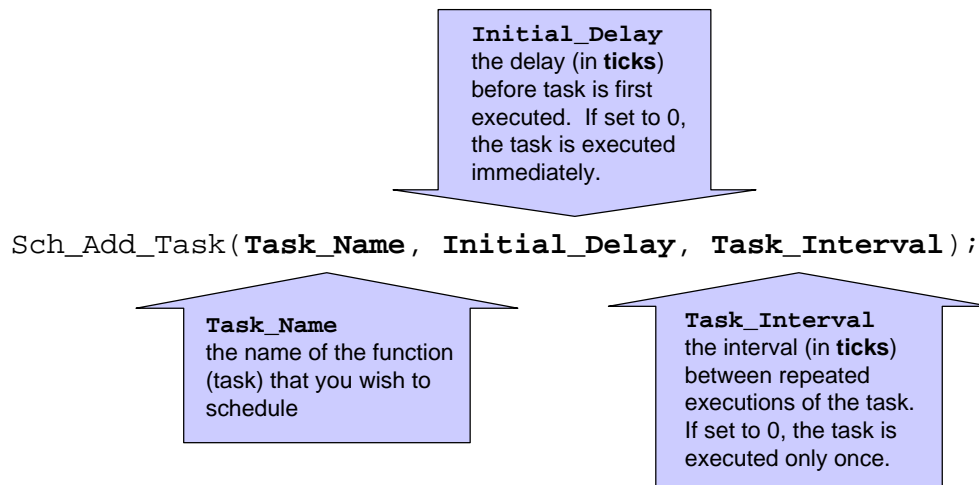 Initial_Delay
the delay (in ticks)
before task is first
executed. If set to 0,
the task is executed
immediately.
Sch_Add_Task(Task_Name, Initial_Delay, Task_Interval);
Task_Name
the name of the function
(task) that you wish to
schedule
Task_Interval
the interval (in ticks)
between repeated
executions of the task.
If set to 0, the task is
executed only once.